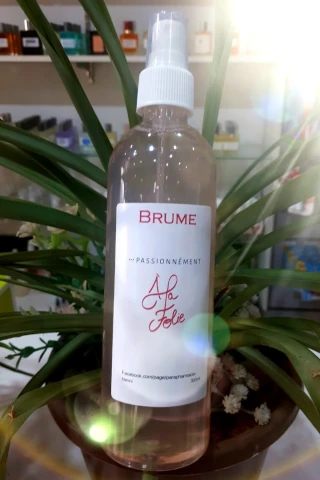 BRUME
... PASSIONNÉMENT
À la
Folie